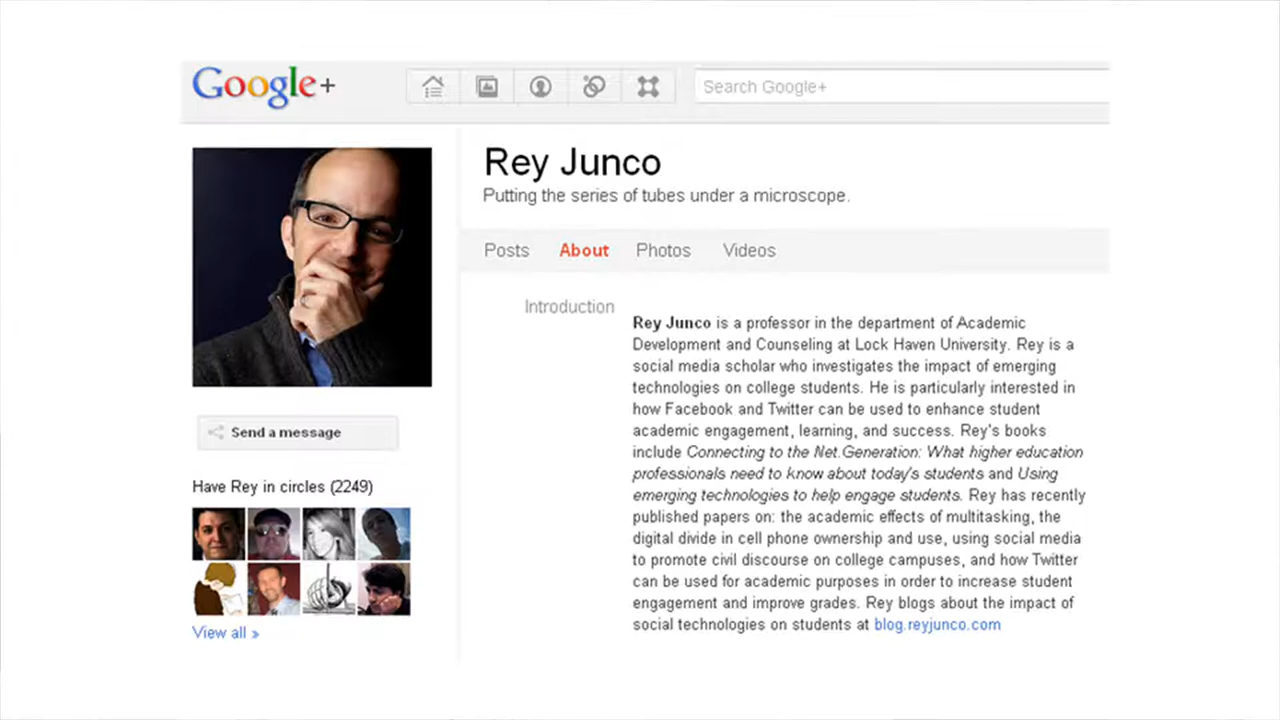 Google+
Search Google+
Rey Junco
Putting the series of tubes under a microscope.
Posts About Photos Videos
Introduction
Rey Junco is a professor in the department of Academic
Development and Counseling at Lock Haven University. Rey is a
social media scholar who investigates the impact of emerging
technologies on college students. He is particularly interested in
how Facebook and Twitter can be used to enhance student
academic engagement, learning, and success. Rey's books
include Connecting to the Net.Generation: What higher education
professionals need to know about today's students and Using
emerging technologies to help engage students. Rey has recently
published papers on: the academic effects of multitasking, the
digital divide in cell phone ownership and use, using social media
to promote civil discourse on college campuses, and how Twitter
can be used for academic purposes in order to increase student
engagement and improve grades. Rey blogs about the impact of
social technologies on students at blog.reyjunco.com
Send a message
Have Rey in circles (2249)
View all »